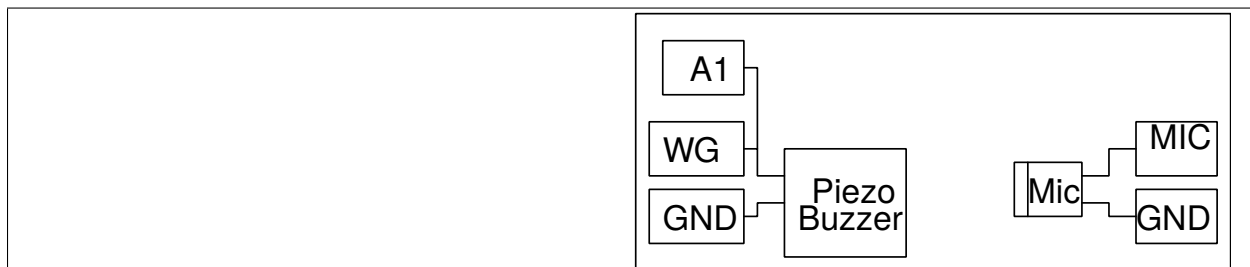 A1
WG
GND
Piezo
Buzzer
Mic
MIC
GND